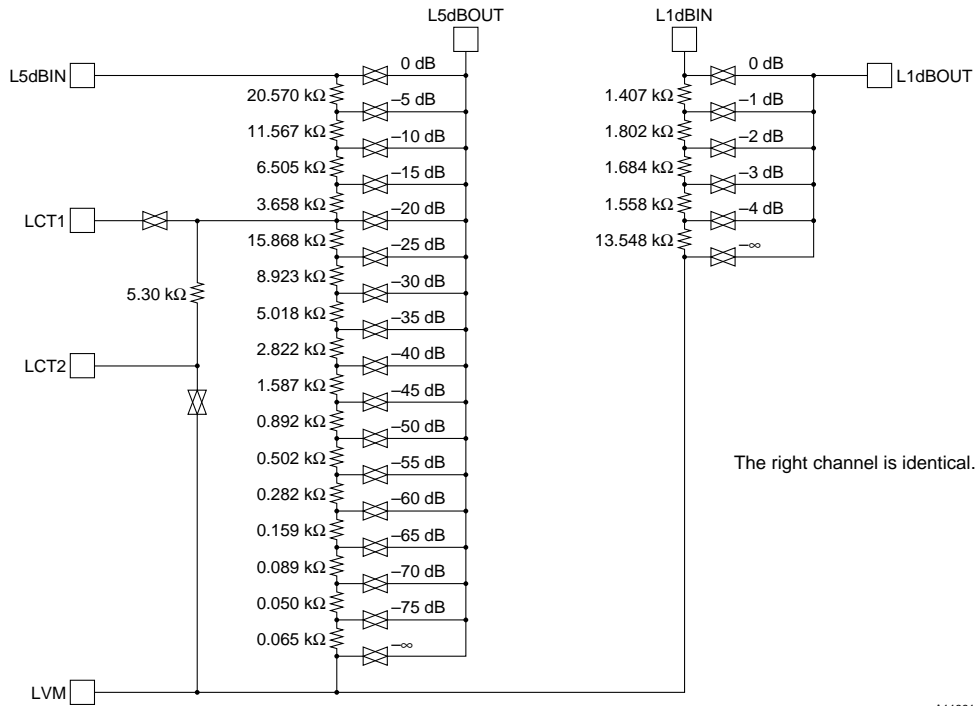 L5dBOUT
L1dBIN
L5dBIN
0 dB
0 dB
L1dBOUT
20.570 kΩ
–5 dB
1.407 kΩ
–1 dB
11.567 kΩ
–10 dB
1.802 kΩ
–2 dB
6.505 kΩ
–15 dB
1.684 kΩ
–3 dB
3.658 kΩ
–20 dB
1.558 kΩ
–4 dB
LCT1
15.868 kΩ
–25 dB
13.548 kΩ
–∞
8.923 kΩ
–30 dB
5.30 kΩ
5.018 kΩ
–35 dB
2.822 kΩ
–40 dB
LCT2
1.587 kΩ
–45 dB
0.892 kΩ
–50 dB
0.502 kΩ
–55 dB
The right channel is identical.
0.282 kΩ
–60 dB
0.159 kΩ
–65 dB
0.089 kΩ
–70 dB
0.050 kΩ
–75 dB
0.065 kΩ
–∞
LVM